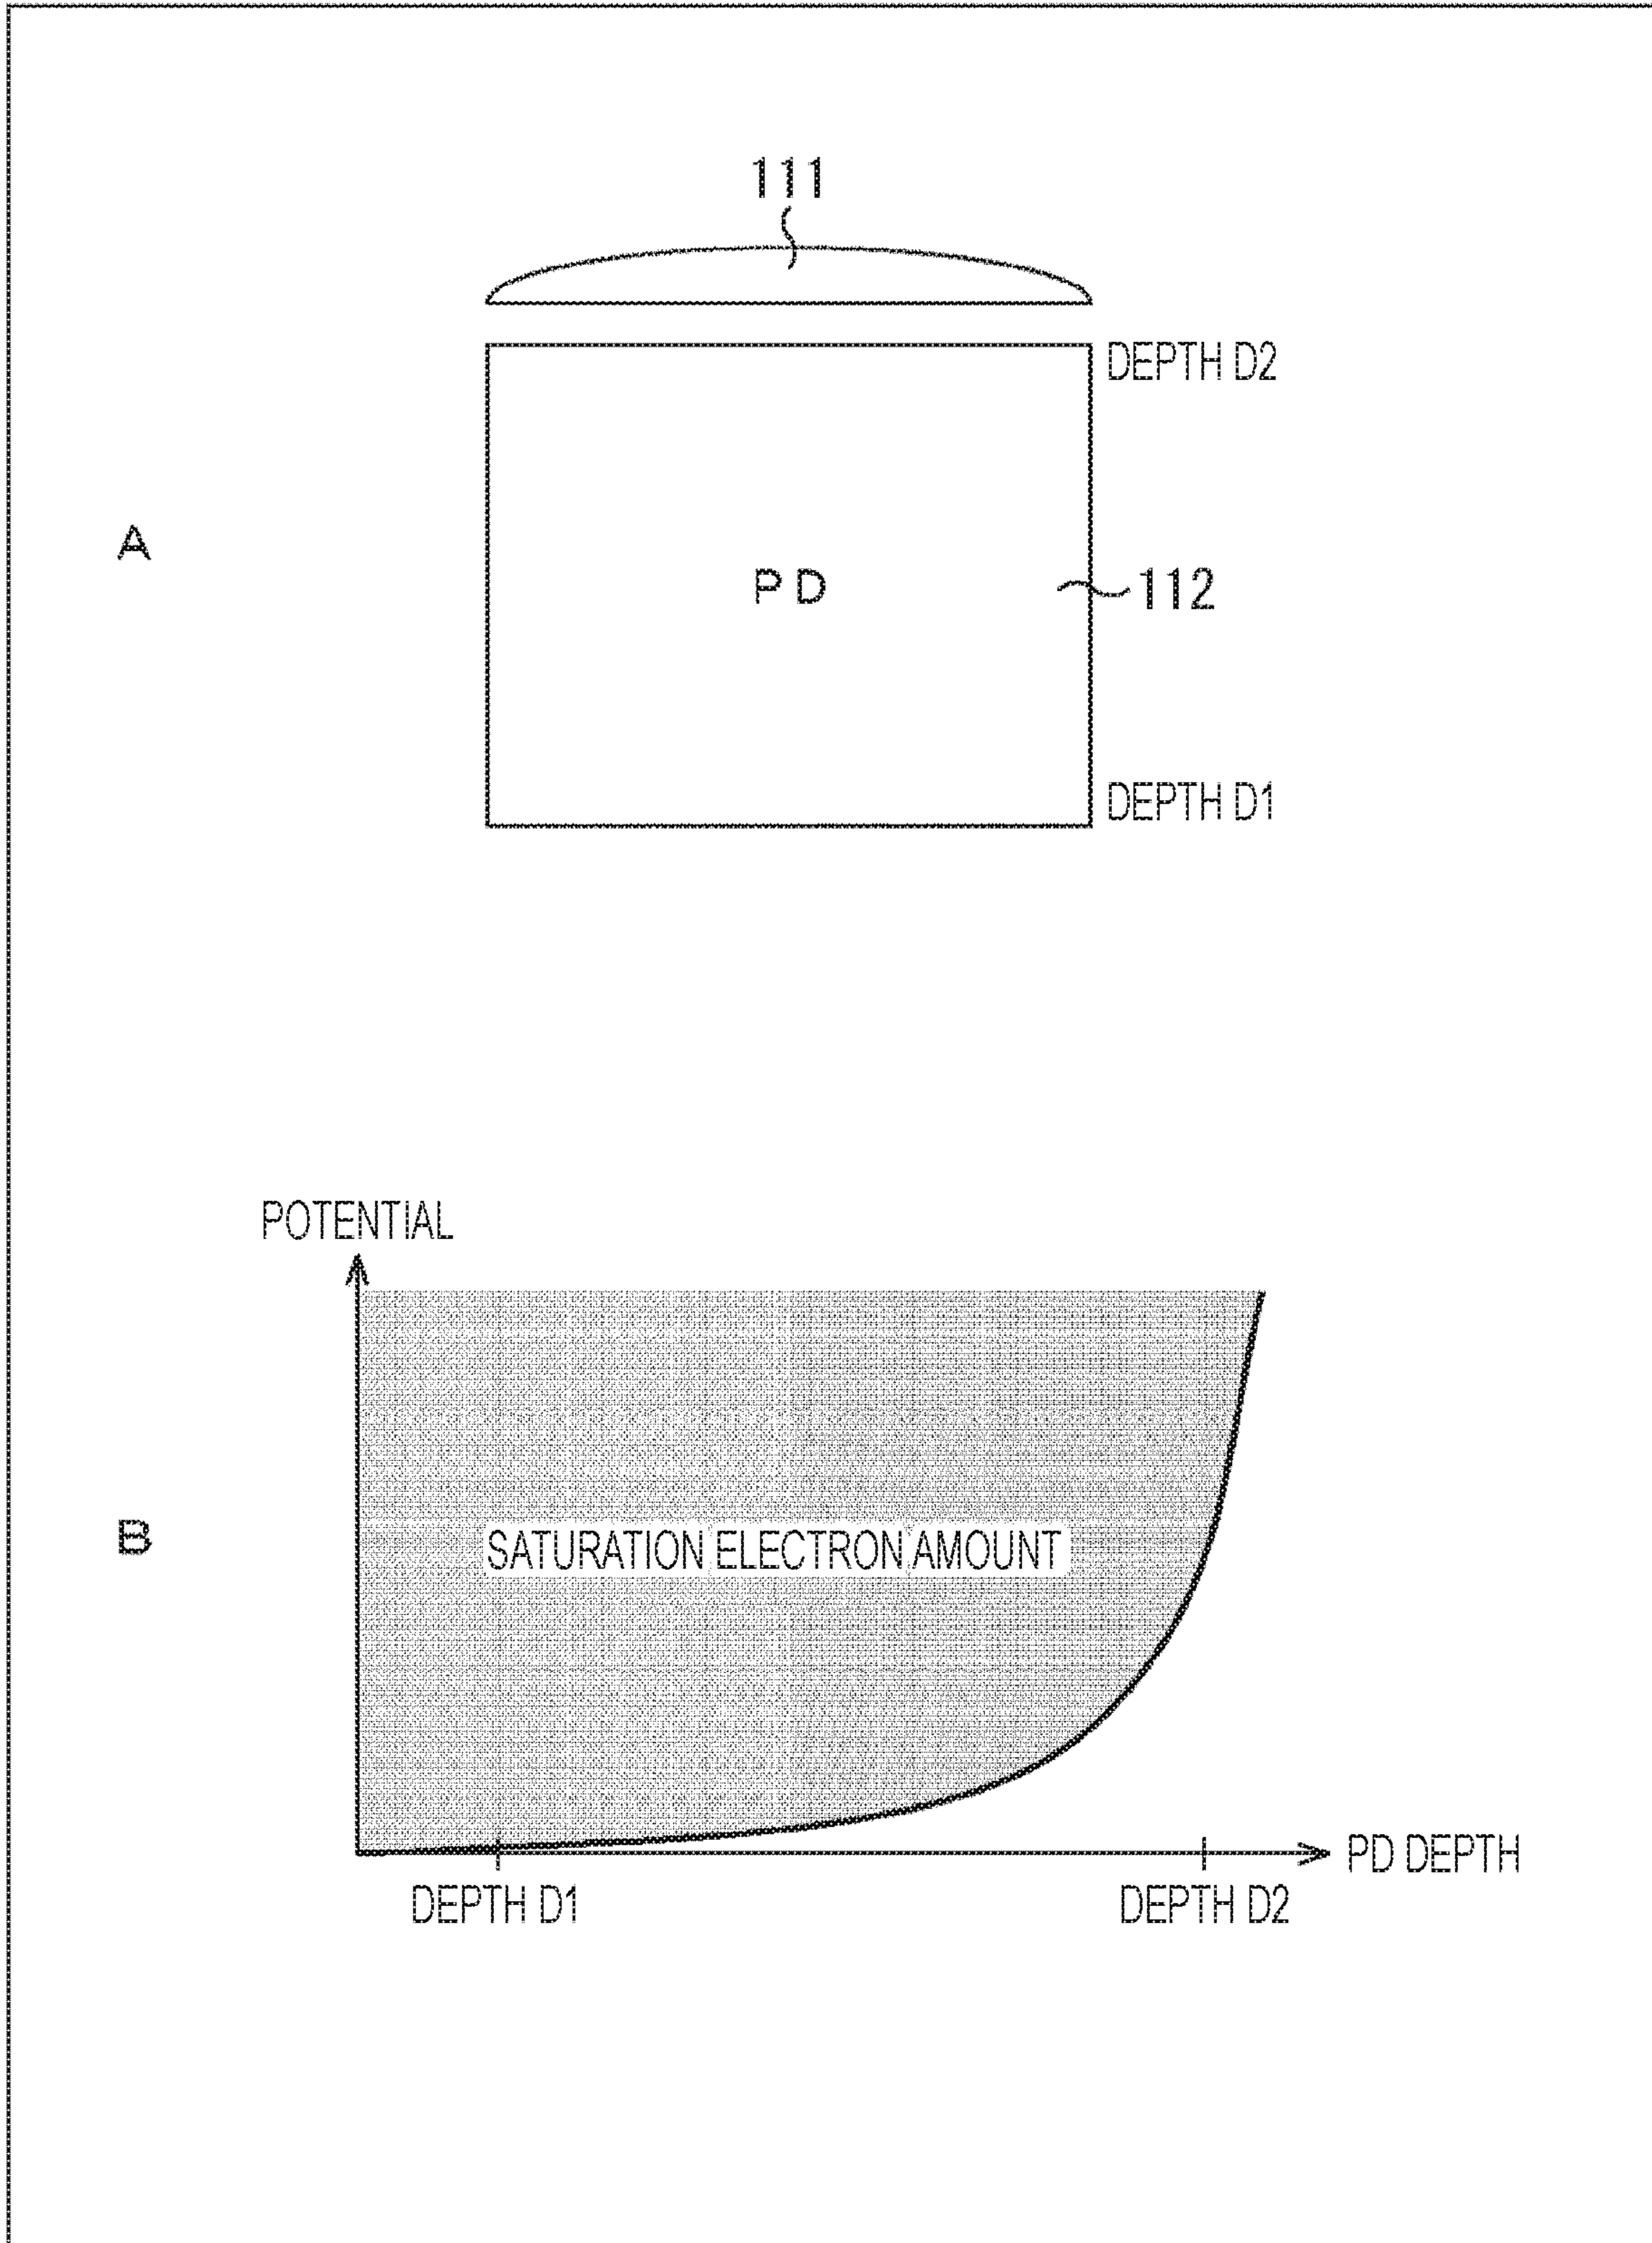 111
DEPTH D2
A
PD
112
DEPTH D1
POTENTIAL
B
SATURATION ELECTRON AMOUNT
PD DEPTH
DEPTH D1
DEPTH D2